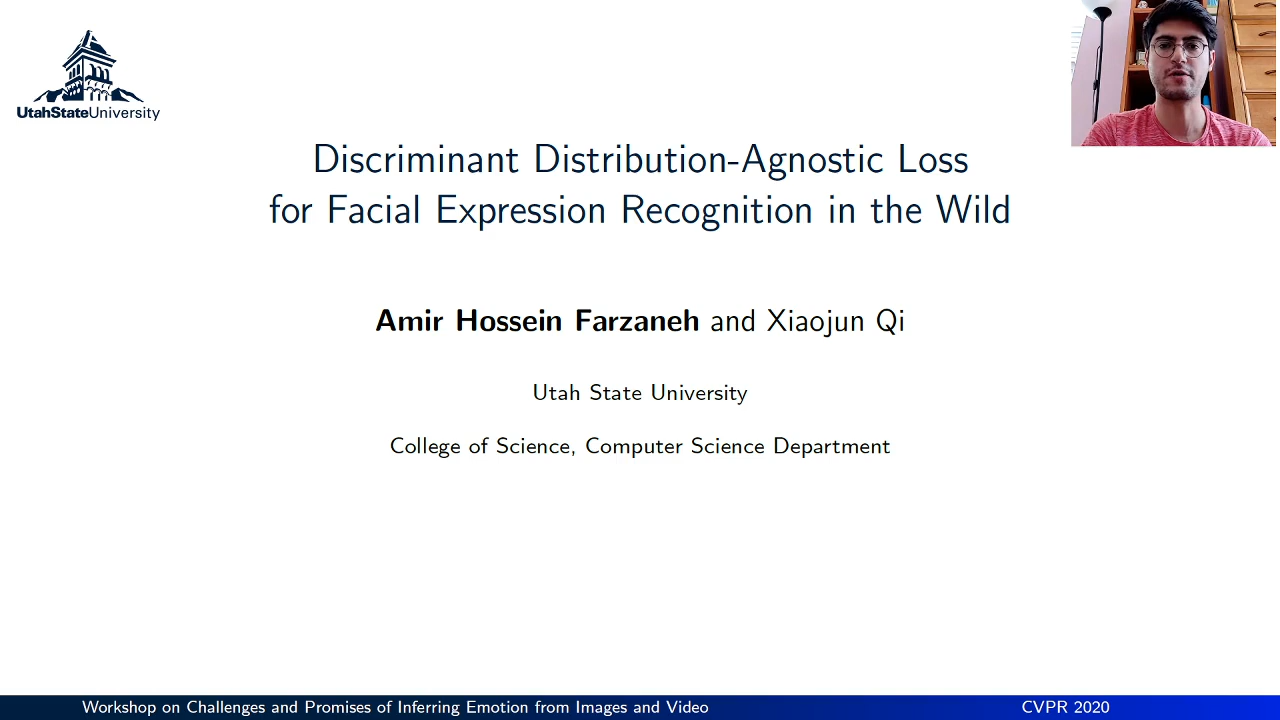 UtahStateUniversity
Discriminant Distribution-Agnostic Loss
for Facial Expression Recognition in the Wild
Amir Hossein Farzaneh and Xiaojun Qi
Utah State University
College of Science, Computer Science Department
Workshop on Challenges and Promises of Inferring Emotion from Images and Video
CVPR 2020